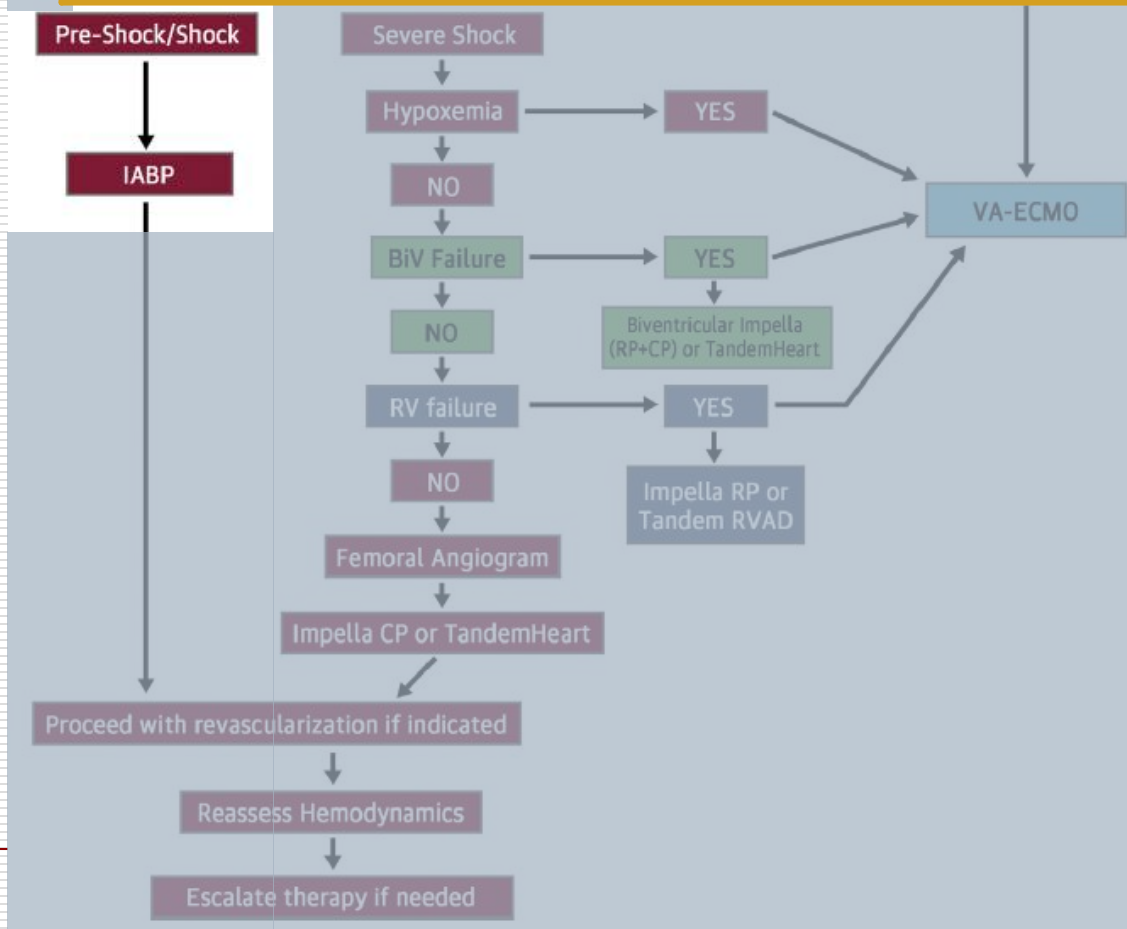 Pre-Shock/Shock
IABP
Severe Shock
Hypoxemia
YES
NO
VA-ECMO
BiV Failure
YES
NO
Biventricular Impella
(RP+CP) or TandemHeart
RV failure
YES
NO
Impella RP or
Tandem RVAD
Femoral Angiogram
Impella CP or TandemHeart
Proceed with revascularization if indicated
Reassess Hemodynamics
Escalate therapy if needed